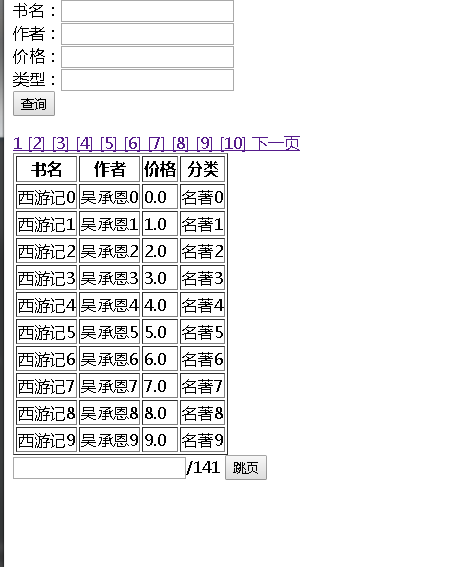 书名：
作者：
价格：
类型：
查询
1 [2] [3] [4] [5] [6] [7] [8] [9] [10] 下一页
书名 作者 价格 分类
西游记0 吴承恩0 0.0 名著0
西游记1 吴承恩1 1.0 名著1
西游记2 吴承恩2 2.0 名著2
西游记3 吴承恩3 3.0 名著3
西游记4 吴承恩4 4.0 名著4
西游记5 吴承恩5 5.0 名著5
西游记6 吴承恩6 6.0 名著6
西游记7 吴承恩7 7.0 名著7
西游记8 吴承恩8 8.0 名著8
西游记9 吴承恩9 9.0 名著9
/141 跳页